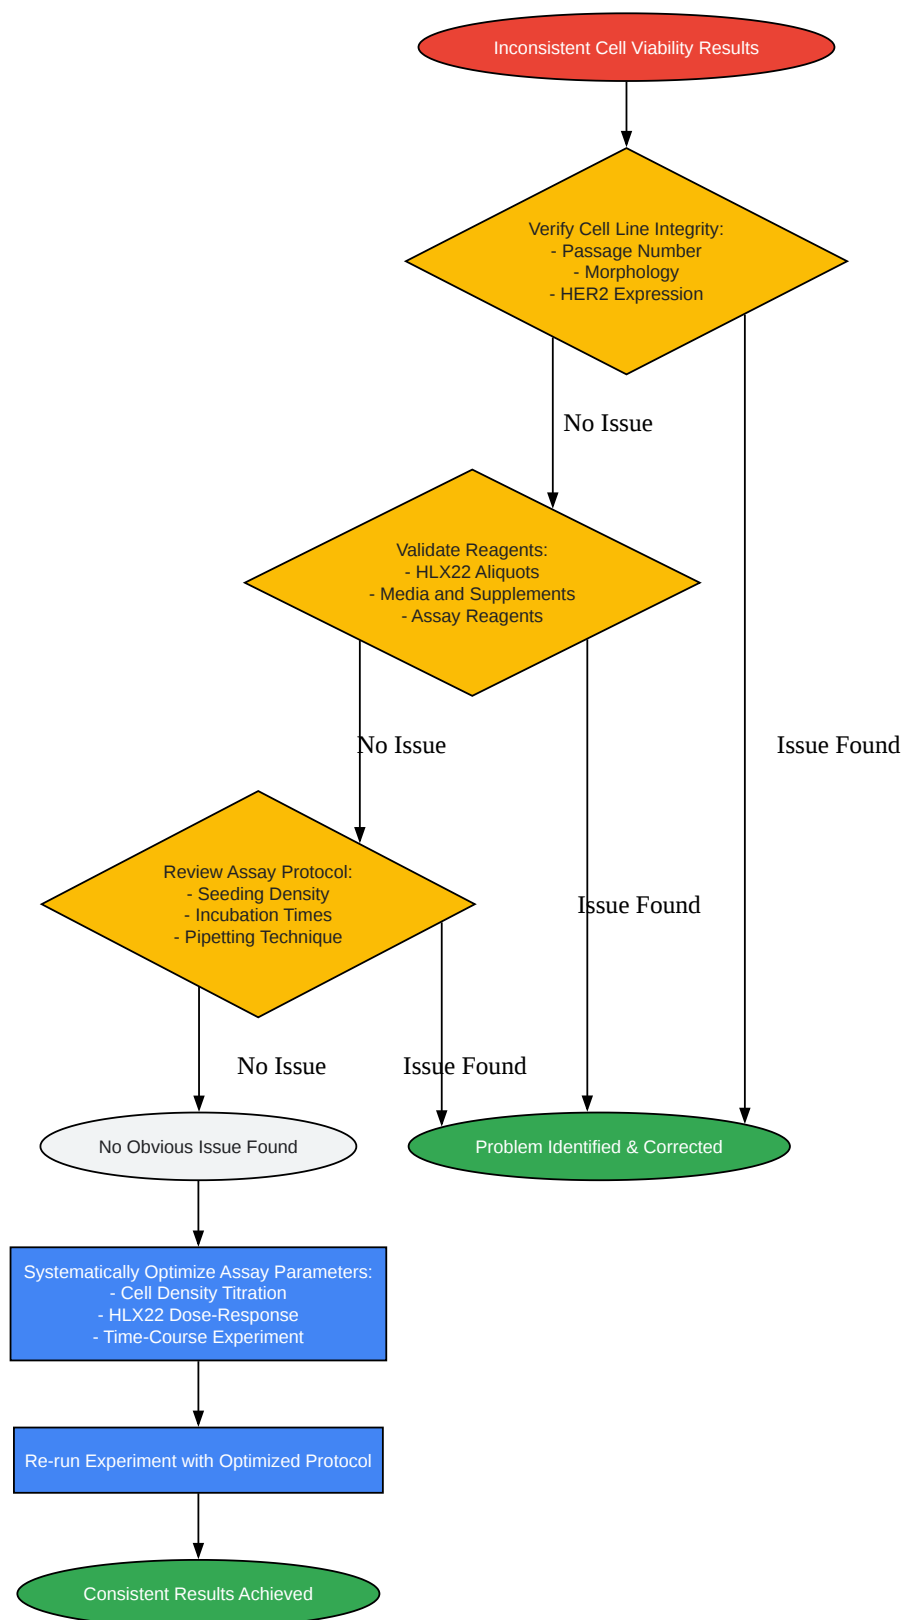 Inconsistent Cell Viability Results
Verify Cell Line Integrity:
- Passage Number
- Morphology
- HER2 Expression
No Issue
Validate Reagents:
- HLX22 Aliquots
- Media and Supplements
- Assay Reagents
No Issue
Issue Found
Review Assay Protocol:
- Seeding Density
- Incubation Times
- Pipetting Technique
Issue Found
No Issue
Issue Found
No Obvious Issue Found
Problem Identified & Corrected
Systematically Optimize Assay Parameters:
- Cell Density Titration
- HLX22 Dose-Response
- Time-Course Experiment
Re-run Experiment with Optimized Protocol
Consistent Results Achieved